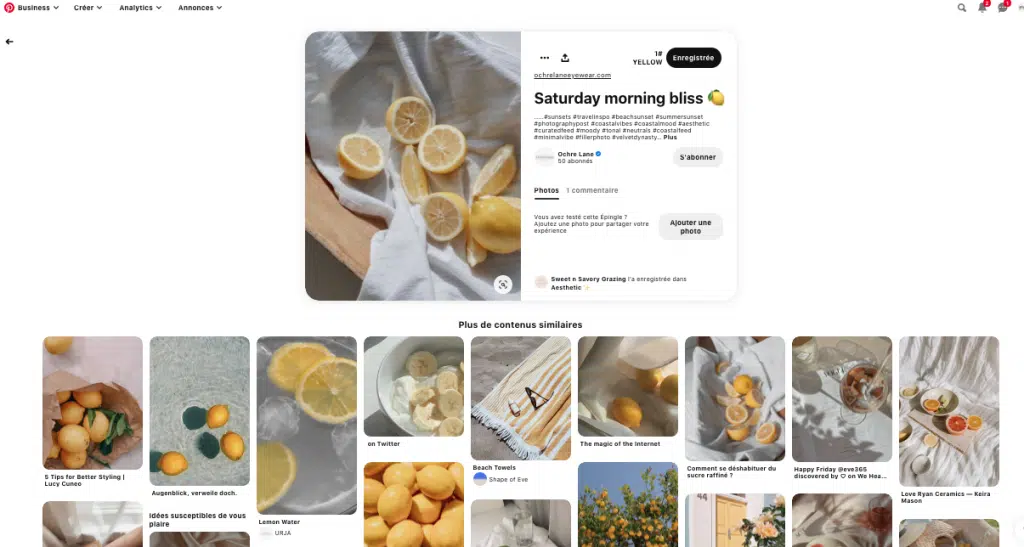 Business
Créer
Analytics
Annonces
1#
YELLOW
Enregistrée
ochrelaneeyewear.com
Saturday morning bliss 🍋
.....#sunsets #travelinspo #beachsunset #summersunset
#photographypost #coastalvibes #coastalmood #aesthetic
#curatedfeed #moody #tonal #neutrals #coastalfeed
#minimalvibe #fillerphoto #velvetdynasty... Plus
Ochre Lane
50 abonnés
S'abonner
Photos 1 commentaire
Vous avez testé cette Épingle ?
Ajoutez une photo pour partager votre
expérience
Ajouter une
photo
Sweet n Savory Grazing l'a enregistrée dans
Aesthetic ✨
Plus de contenus similaires
5 Tips for Better Styling |
Lucy Cuneo
Augenblick, verweile doch.
Idées susceptibles de vous
plaire
Lemon Water
URJA
on Twitter
Beach Towels
Shape of Eve
The magic of the Internet
Comment se déshabituer du
sucre raffiné ?
Happy Friday @eve365
discovered by ♡ on We Hea...
Love Ryan Ceramics — Keira
Mason
44